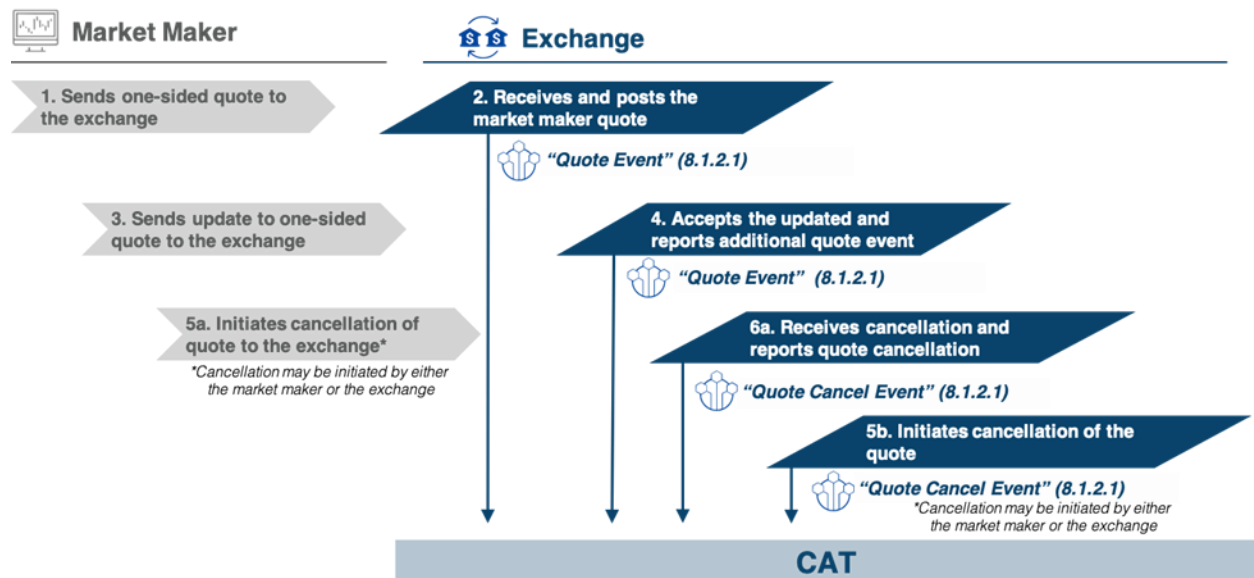 Market Maker
Exchange
1. Sends one-sided quote to
the exchange
2. Receives and posts the
market maker quote
“Quote Event” (8.1.2.1)
3. Sends update to one-sided
quote to the exchange
4. Accepts the updated and
reports additional quote event
“Quote Event” (8.1.2.1)
5a. Initiates cancellation of
quote to the exchange*
*Cancellation may be initiated by either
the market maker or the exchange
6a. Receives cancellation and
reports quote cancellation
“Quote Cancel Event” (8.1.2.1)
5b. Initiates cancellation of the
quote
“Quote Cancel Event” (8.1.2.1)
*Cancellation may be initiated by either
the market maker or the exchange
CAT